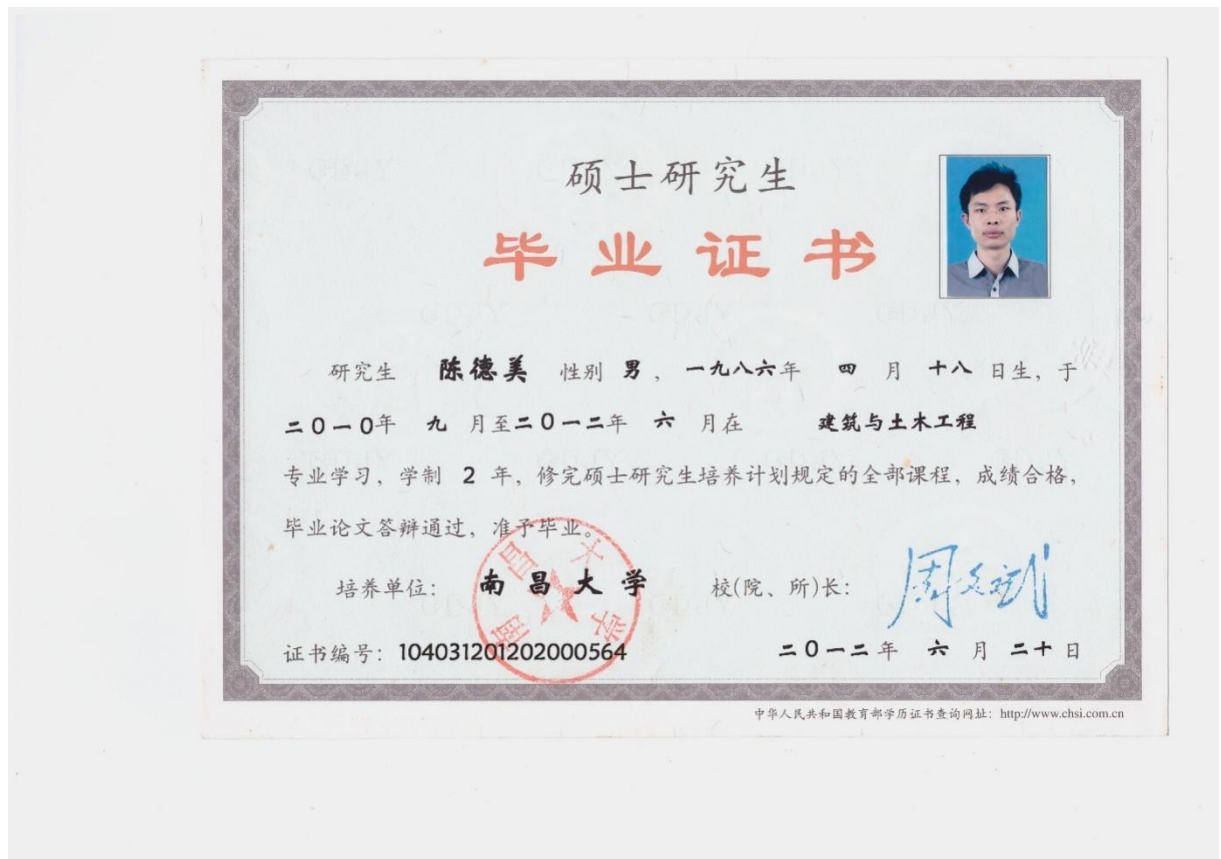 硕士研究生
毕业证书
研究生 陈德美 性别 男，一九八六年 四 月 十八 日生，于
二0一0年 九 月至二0一二年 六 月在 建筑与土木工程
专业学习，学制 2 年，修完硕士研究生培养计划规定的全部课程，成绩合格，
毕业论文答辩通过，准予毕业。
培养单位：南昌大学 校(院、所)长：周文斌
南昌大学
证书编号：104031201202000564 二0一二年 六 月 二十 日
中华人民共和国教育部学历证书查询网址：http://www.chsi.com.cn